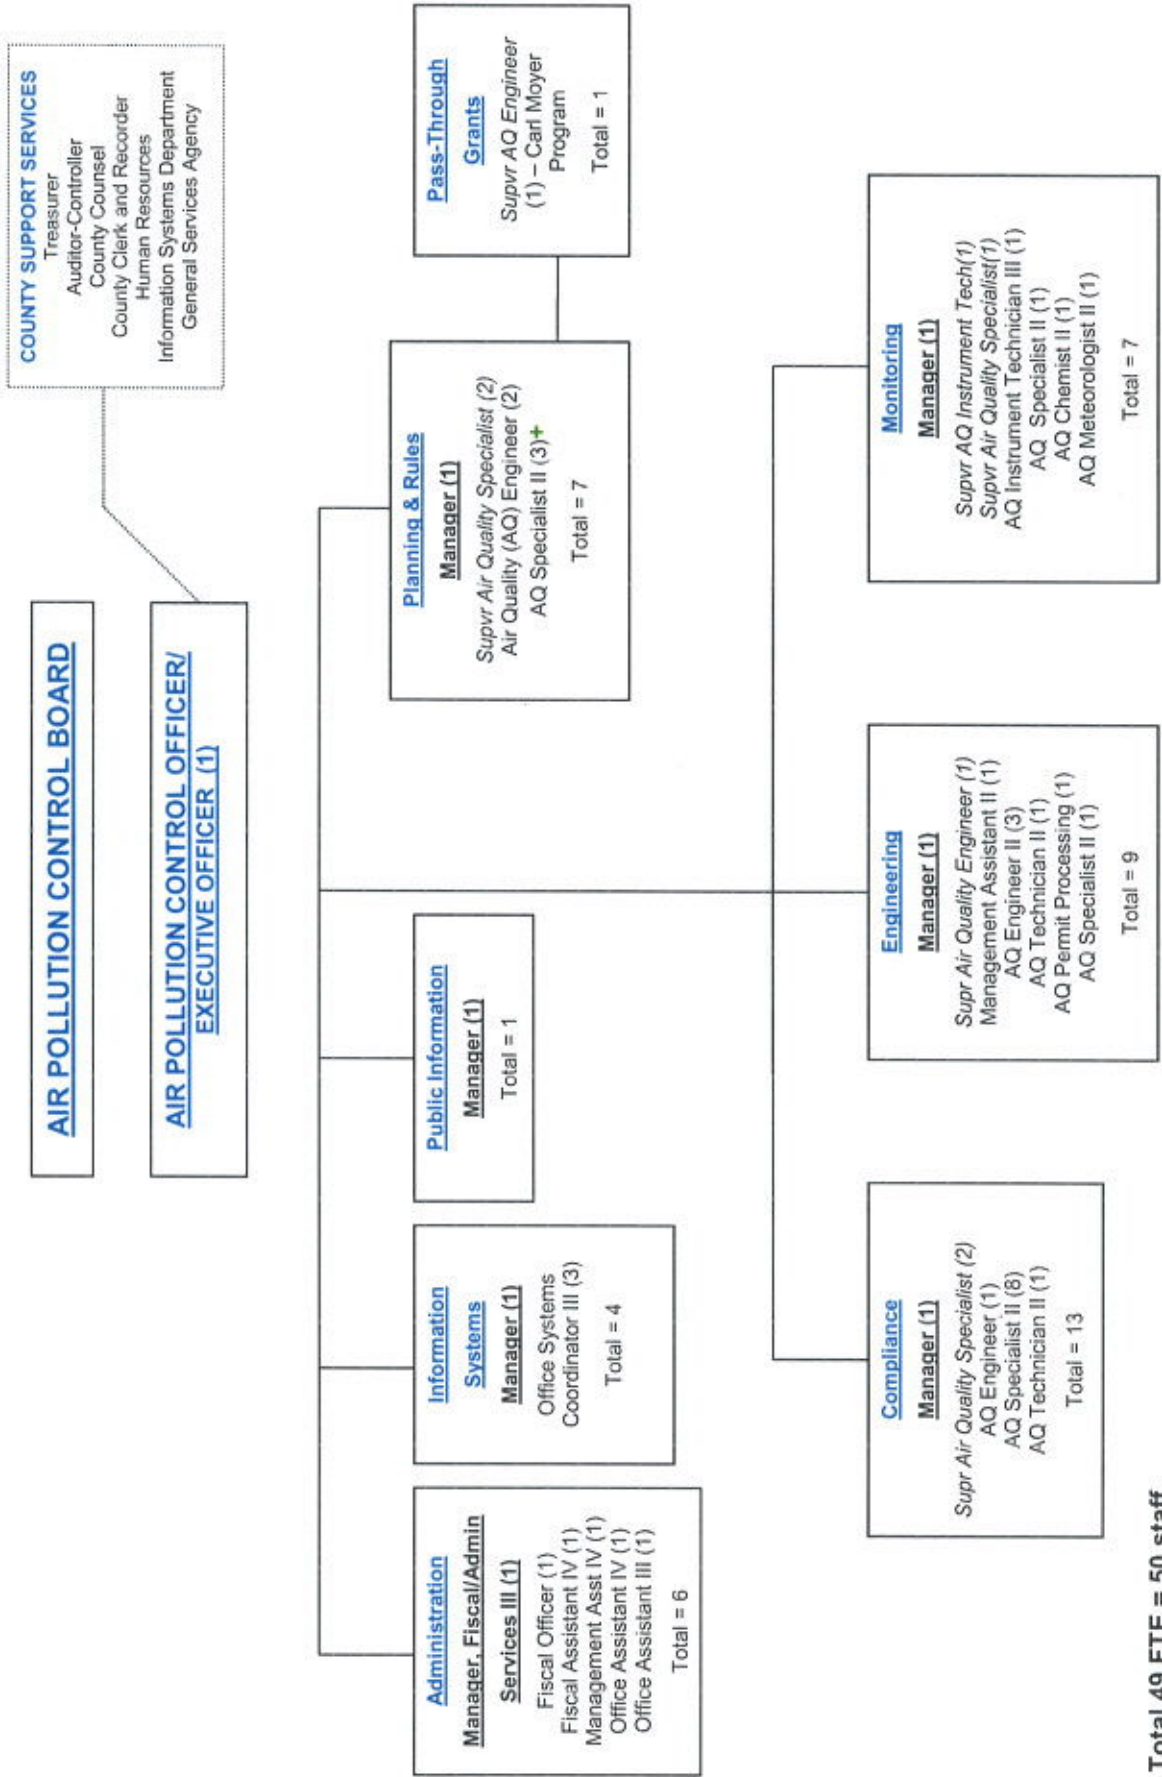 AIR POLLUTION CONTROL BOARD
AIR POLLUTION CONTROL OFFICER/
EXECUTIVE OFFICER (1)
COUNTY SUPPORT SERVICES
Treasurer
Auditor-Controller
County Counsel
County Clerk and Recorder
Human Resources
Information Systems Department
General Services Agency
Administration
Manager, Fiscal/Admin
Services III (1)
Fiscal Officer (1)
Fiscal Assistant IV (1)
Management Asst IV (1)
Office Assistant IV (1)
Office Assistant III (1)
Total = 6
Information
Systems
Manager (1)
Office Systems
Coordinator III (3)
Total = 4
Public Information
Manager (1)
Total = 1
Planning & Rules
Manager (1)
Supvr Air Quality Specialist (2)
Air Quality (AQ) Engineer (2)
AQ Specialist II (3)+
Total = 7
Pass-Through
Grants
Supvr AQ Engineer
(1) – Carl Moyer
Program
Total = 1
Compliance
Manager (1)
Supr Air Quality Specialist (2)
AQ Engineer (1)
AQ Specialist II (8)
AQ Technician II (1)
Total = 13
Engineering
Manager (1)
Supr Air Quality Engineer (1)
Management Assistant II (1)
AQ Engineer II (3)
AQ Technician II (1)
AQ Permit Processing (1)
AQ Specialist II (1)
Total = 9
Monitoring
Manager (1)
Supvr AQ Instrument Tech(1)
Supvr Air Quality Specialist(1)
AQ Instrument Technician III (1)
AQ Specialist II (1)
AQ Chemist II (1)
AQ Meteorologist II (1)
Total = 7
Total 49 FTE = 50 staff